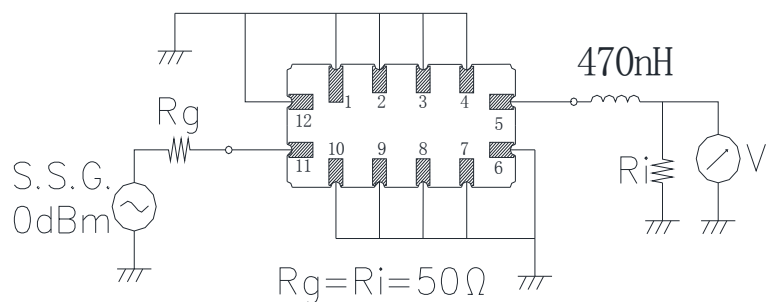 470nH
1 2 3 4
12 5
Rg
11 10 9 8 7 6
Ri V
S.S.G.
0dBm
Rg=Ri=50Ω